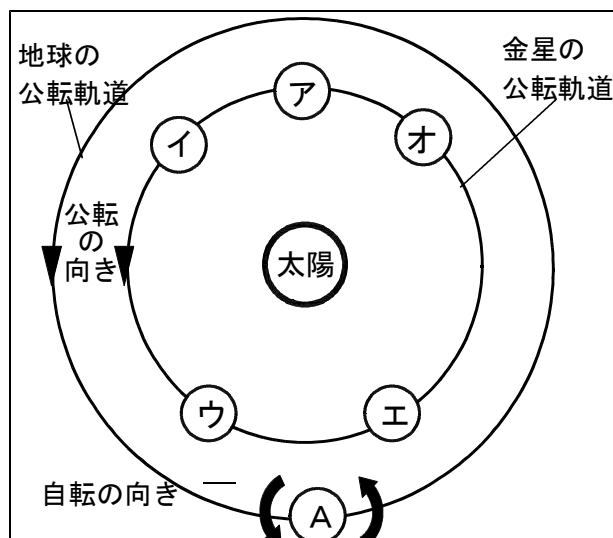 地球の
公転軌道
金星の
公転軌道
ア
イ
オ
公転
の
向き
太陽
ウ
エ
自転の向き
A